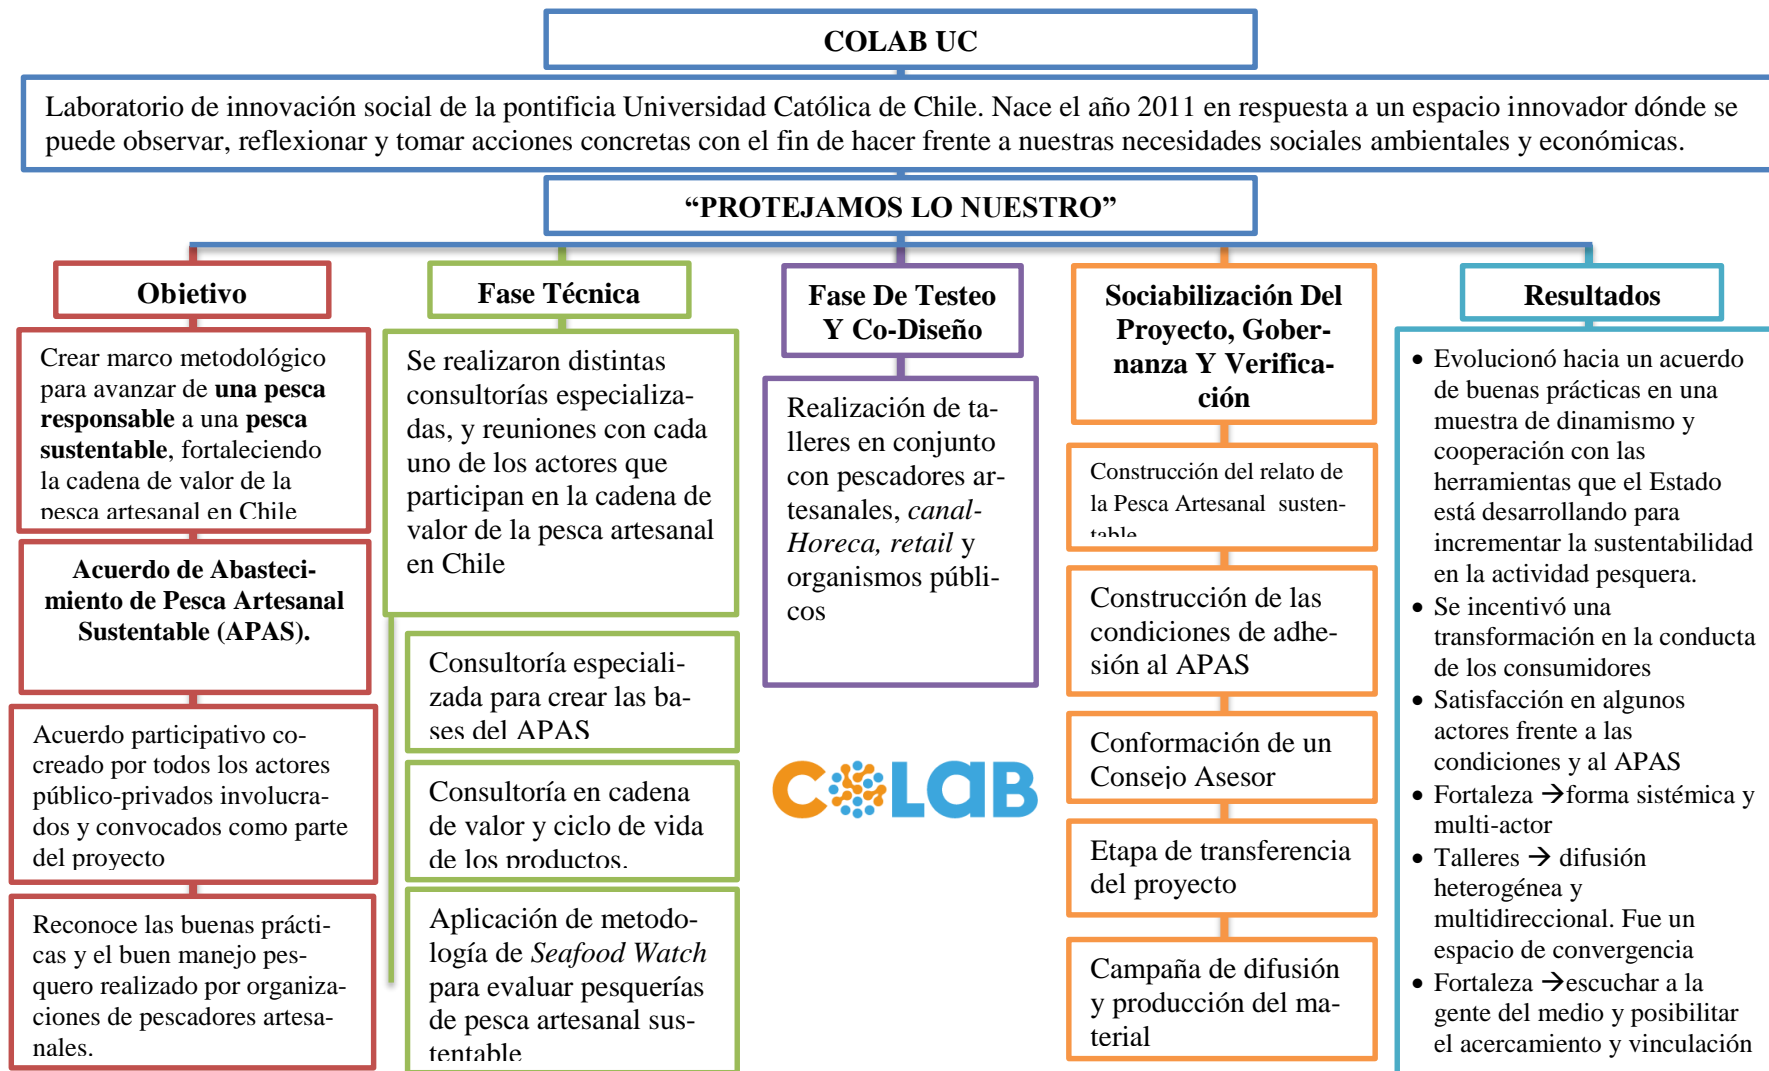 COLAB UC
Laboratorio de innovación social de la pontificia Universidad Católica de Chile. Nace el año 2011 en respuesta a un espacio innovador dónde se
puede observar, reflexionar y tomar acciones concretas con el fin de hacer frente a nuestras necesidades sociales ambientales y económicas.
“PROTEJAMOS LO NUESTRO”
Objetivo
Crear marco metodológico
para avanzar de una pesca
responsable a una pesca
sustentable, fortaleciendo
la cadena de valor de la
pesca artesanal en Chile
Acuerdo de Abasteci-
miento de Pesca Artesanal
Sustentable (APAS).
Acuerdo participativo co-
creado por todos los actores
público-privados involucra-
dos y convocados como parte
del proyecto
Reconoce las buenas prácti-
cas y el buen manejo pes-
quero realizado por organiza-
ciones de pescadores artesa-
nales.
Fase Técnica
Se realizaron distintas
consultorías especializa-
das, y reuniones con cada
uno de los actores que
participan en la cadena de
valor de la pesca artesanal
en Chile
Consultoría especiali-
zada para crear las ba-
ses del APAS
Consultoría en cadena
de valor y ciclo de vida
de los productos.
Aplicación de metodo-
logía de Seafood Watch
para evaluar pesquerías
de pesca artesanal sus-
tentable
Fase De Testeo
Y Co-Diseño
Realización de ta-
lleres en conjunto
con pescadores ar-
tesanales, canal-
Horeca, retail y
organismos públi-
cos
COLAB
Sociabilización Del
Proyecto, Gober-
nanza Y Verifica-
ción
Construcción del relato de
la Pesca Artesanal susten-
table
Construcción de las
condiciones de adhe-
sión al APAS
Conformación de un
Consejo Asesor
Etapa de transferencia
del proyecto
Campaña de difusión
y producción del ma-
terial
Resultados
• Evolucionó hacia un acuerdo
de buenas prácticas en una
muestra de dinamismo y
cooperación con las
herramientas que el Estado
está desarrollando para
incrementar la sustentabilidad
en la actividad pesquera.
• Se incentivó una
transformación en la conducta
de los consumidores
• Satisfacción en algunos
actores frente a las
condiciones y al APAS
• Fortaleza →forma sistémica y
multi-actor
• Talleres → difusión
heterogénea y
multidireccional. Fue un
espacio de convergencia
• Fortaleza →escuchar a la
gente del medio y posibilitar
el acercamiento y vinculación